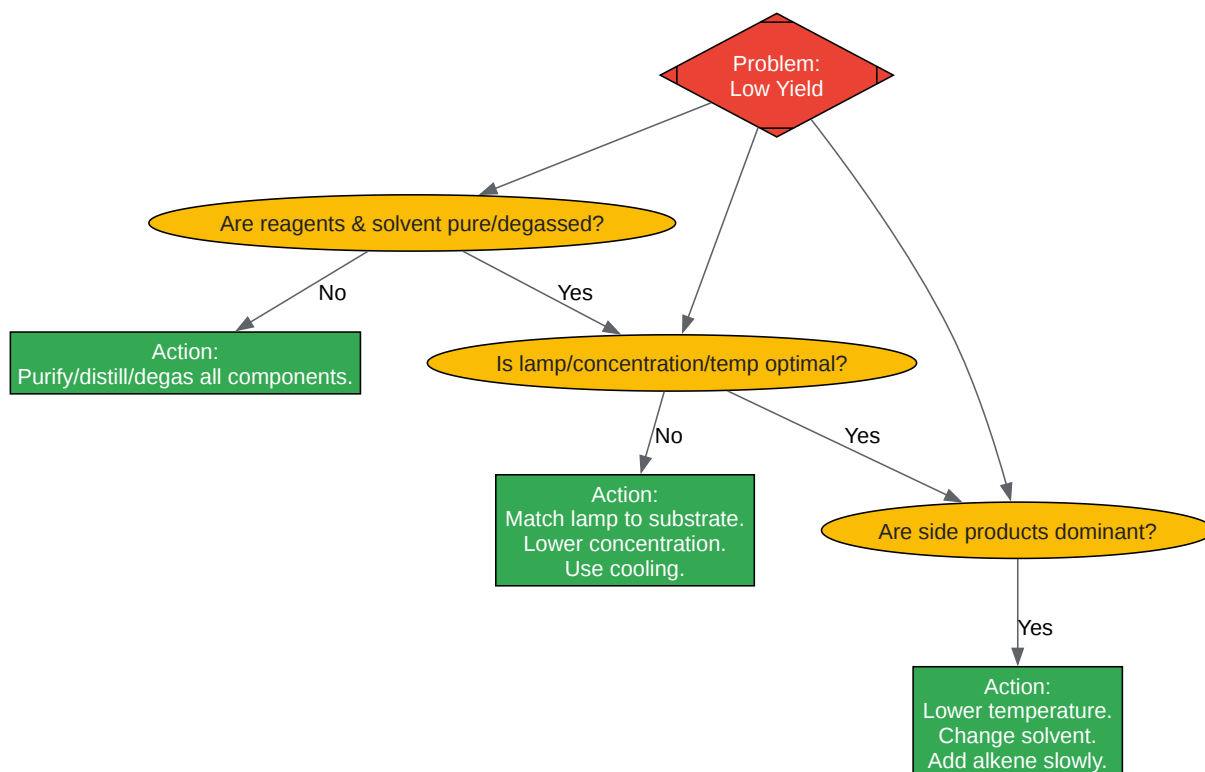 Problem:
Low Yield
Are reagents & solvent pure/degassed?
No
Yes
Action:
Purify/distill/degas all components.
Is lamp/concentration/temp optimal?
No
Yes
Action:
Match lamp to substrate.
Lower concentration.
Use cooling.
Are side products dominant?
Yes
Action:
Lower temperature.
Change solvent.
Add alkene slowly.